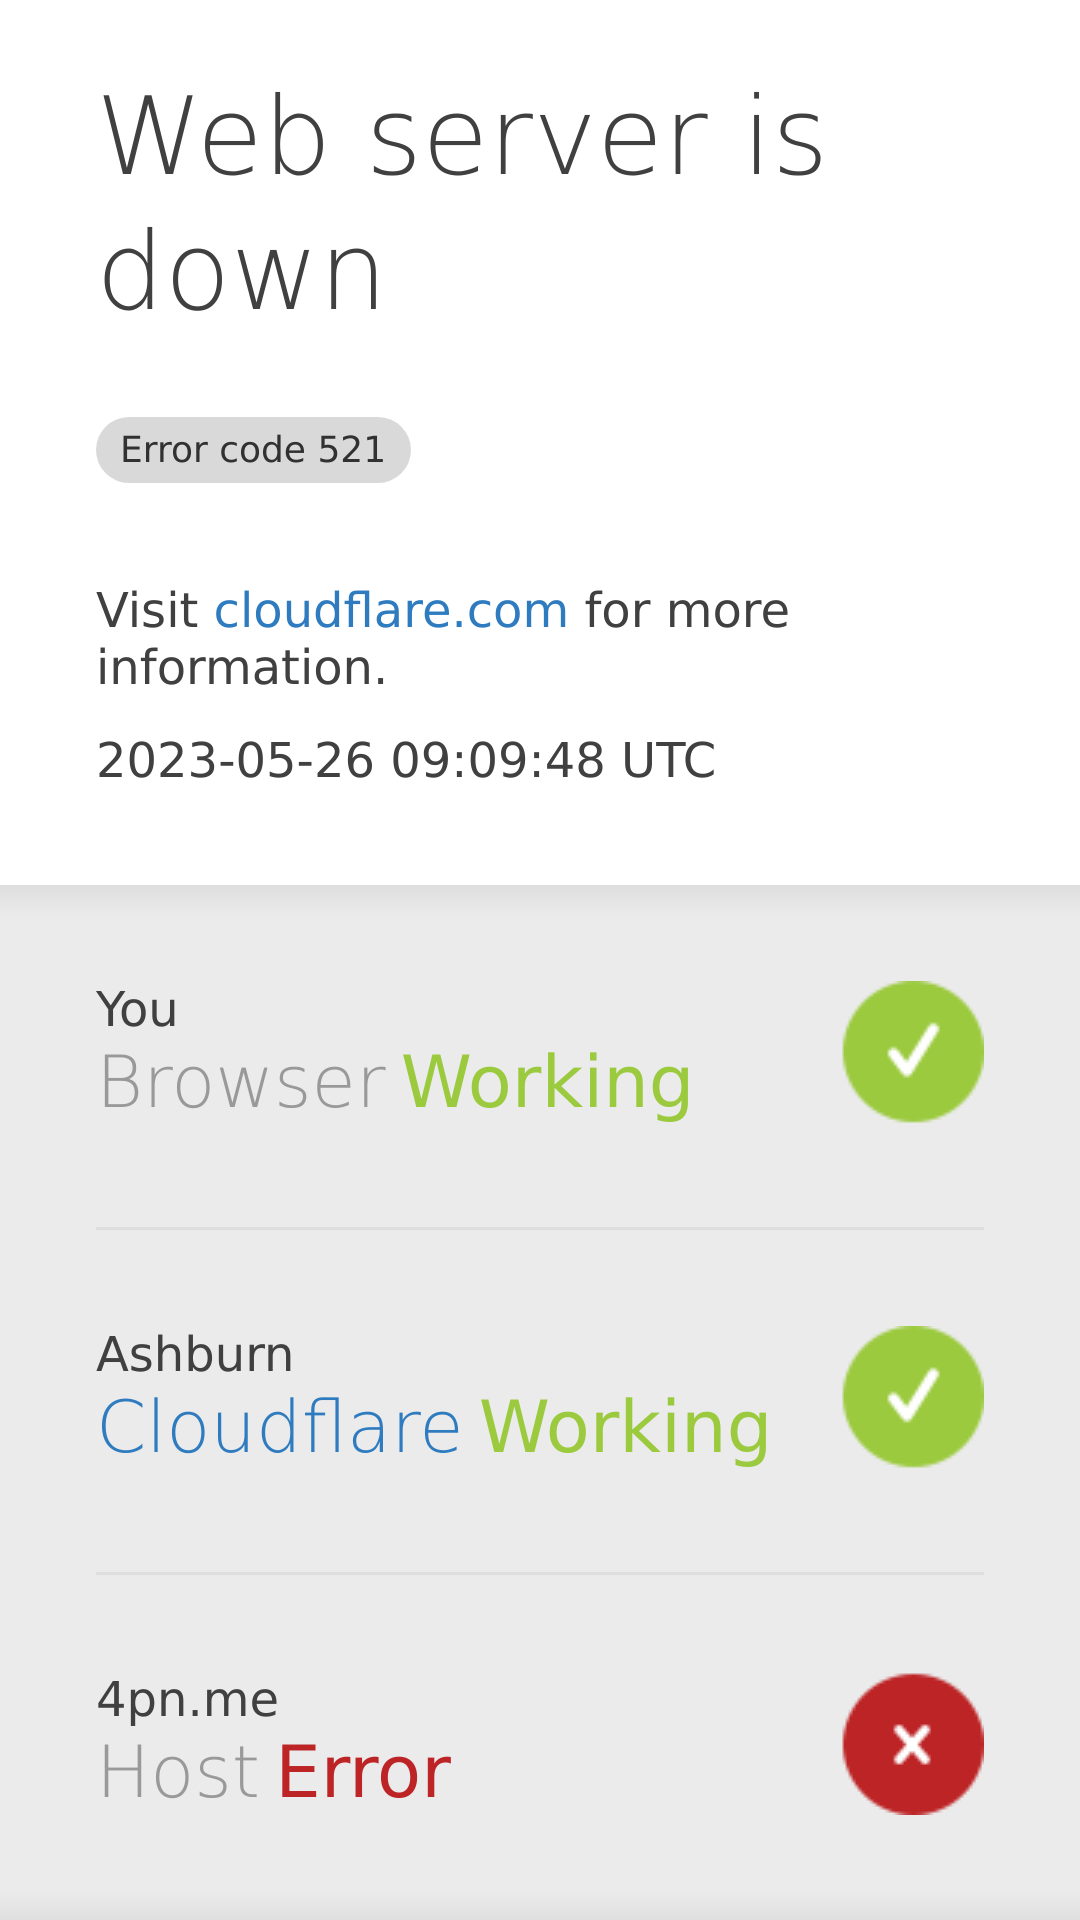 Web server is
down
Error code 521
Visit cloudflare.com for more
information.
2023-05-26 09:09:48 UTC
You
Browser Working
Ashburn
Cloudflare Working
4pn.me
Host Error